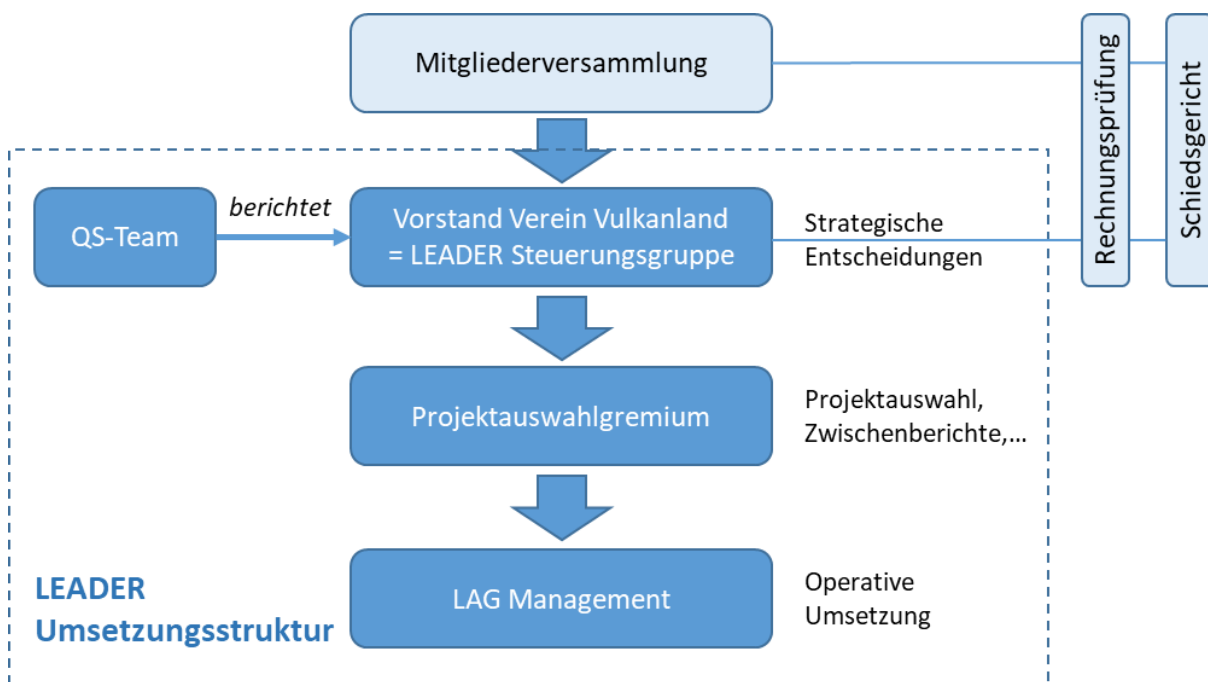 Mitgliederversammlung
Rechnungsprüfung
Schiedsgericht
QS-Team
berichtet
Vorstand Verein Vulkanland
= LEADER Steuerungsgruppe
Strategische
Entscheidungen
Projektauswahlgremium
Projektauswahl,
Zwischenberichte,...
LAG Management
Operative
Umsetzung
LEADER
Umsetzungsstruktur